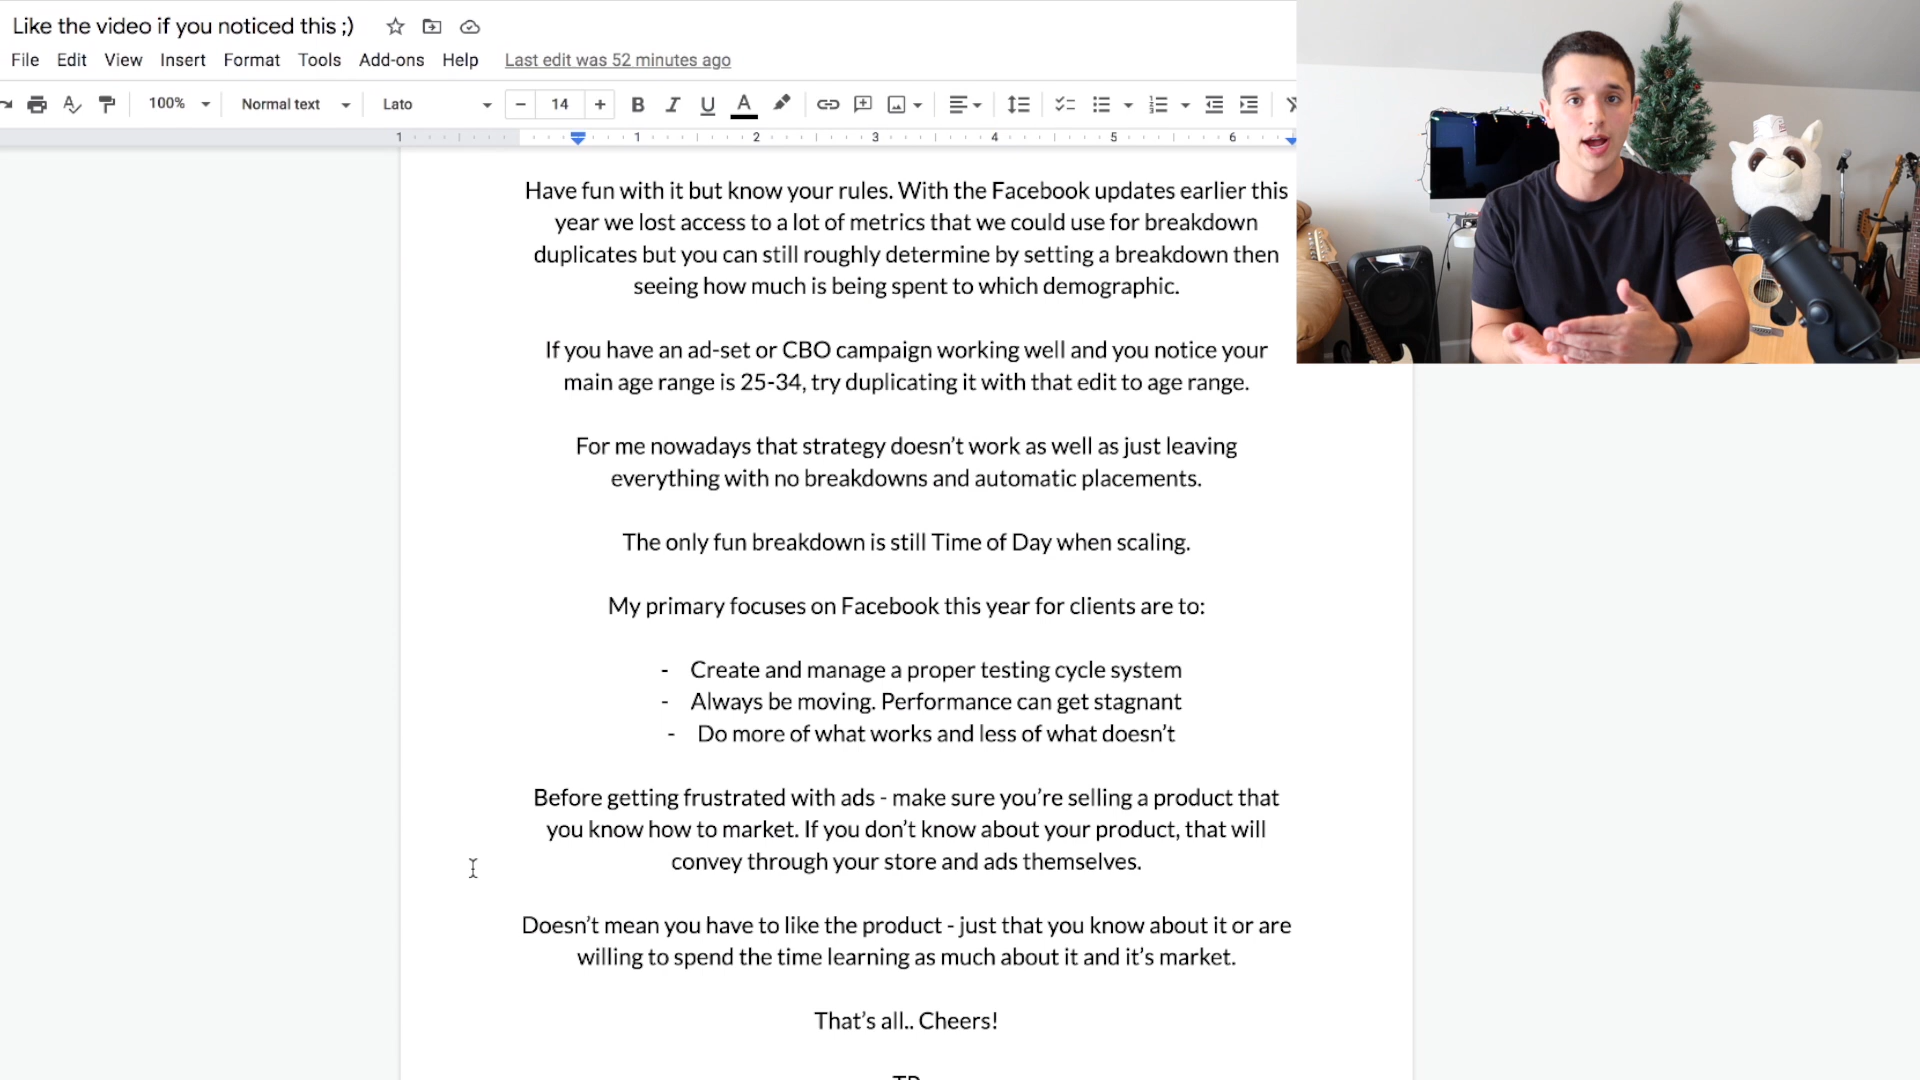 Like the video if you noticed this ;)
File Edit View Insert Format Tools Add-ons Help Last edit was 52 minutes ago
100% Normal text Lato − 14 + B I U A
1 1 2 3 4 5 6
Have fun with it but know your rules. With the Facebook updates earlier this
year we lost access to a lot of metrics that we could use for breakdown
duplicates but you can still roughly determine by setting a breakdown then
seeing how much is being spent to which demographic.
If you have an ad-set or CBO campaign working well and you notice your
main age range is 25-34, try duplicating it with that edit to age range.
For me nowadays that strategy doesn’t work as well as just leaving
everything with no breakdowns and automatic placements.
The only fun breakdown is still Time of Day when scaling.
My primary focuses on Facebook this year for clients are to:
- Create and manage a proper testing cycle system
- Always be moving. Performance can get stagnant
- Do more of what works and less of what doesn’t
Before getting frustrated with ads - make sure you’re selling a product that
you know how to market. If you don’t know about your product, that will
convey through your store and ads themselves.
Doesn’t mean you have to like the product - just that you know about it or are
willing to spend the time learning as much about it and it’s market.
That’s all.. Cheers!